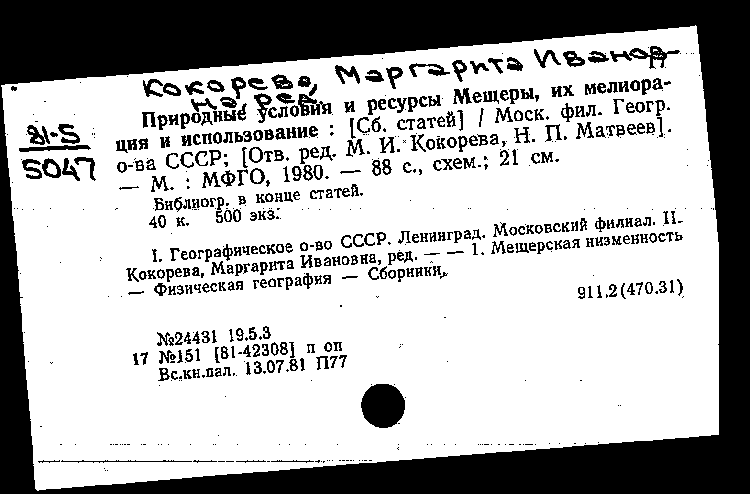 Кокорева, Маргарита Иванов-
на, ред.
17
81-5
5047
Природные условия и ресурсы Мещеры, их мелиора-
ция и использование : [Сб. статей] / Моск. фил. Геогр.
о-ва СССР; [Отв. ред. М. И. Кокорева, Н. П. Матвеев].
— М. : МФГО, 1980. — 88 с., схем.; 21 см.
Библиогр. в конце статей.
40 к. 500 экз.
I. Географическое о-во СССР. Ленинград. Московский филиал. II.
Кокорева, Маргарита Ивановна, ред. — — 1. Мещерская низменность
— Физическая география — Сборники.
911.2(470.31)
№24431 19.5.3
17 №151 [81-42308] п оп
Вс.кн.пал. 13.07.81 П77